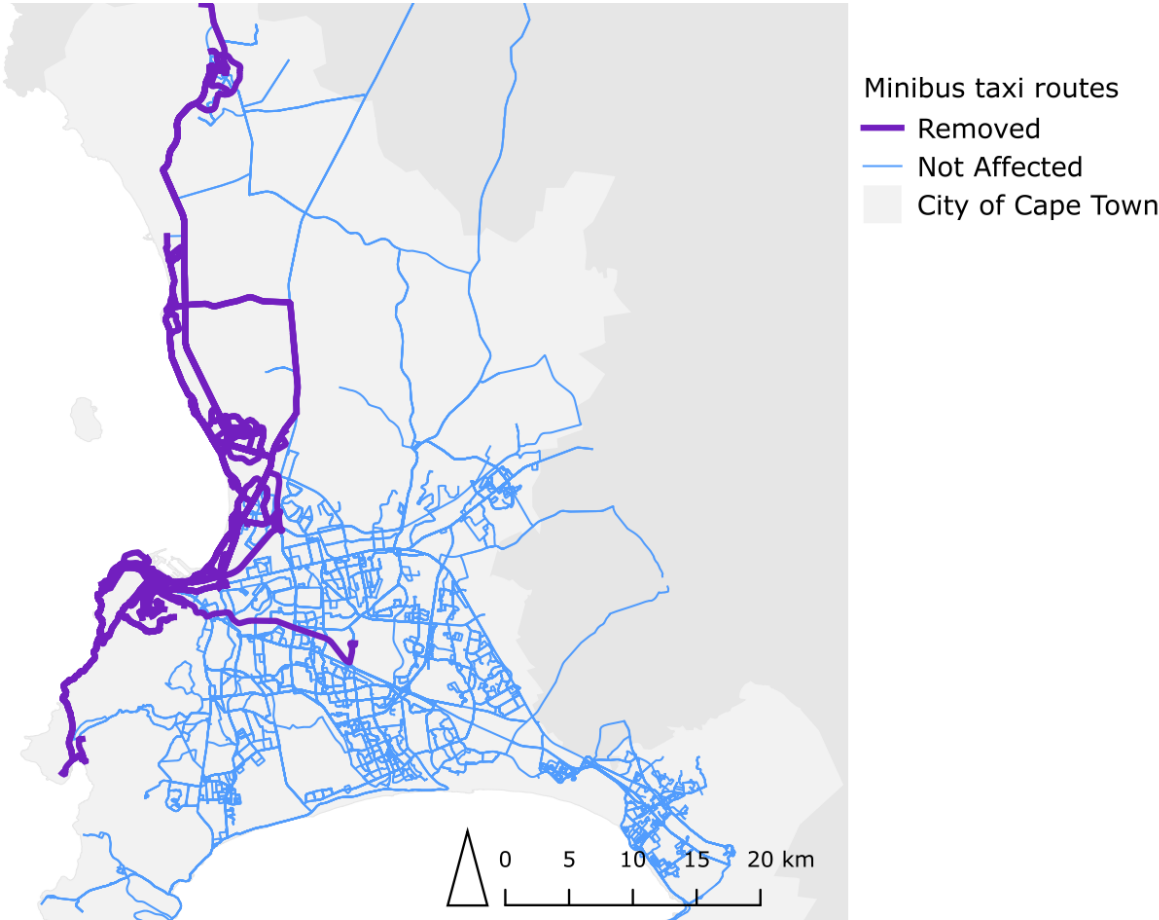 Minibus taxi routes
Removed
Not Affected
City of Cape Town
0 5 10 15 20 km